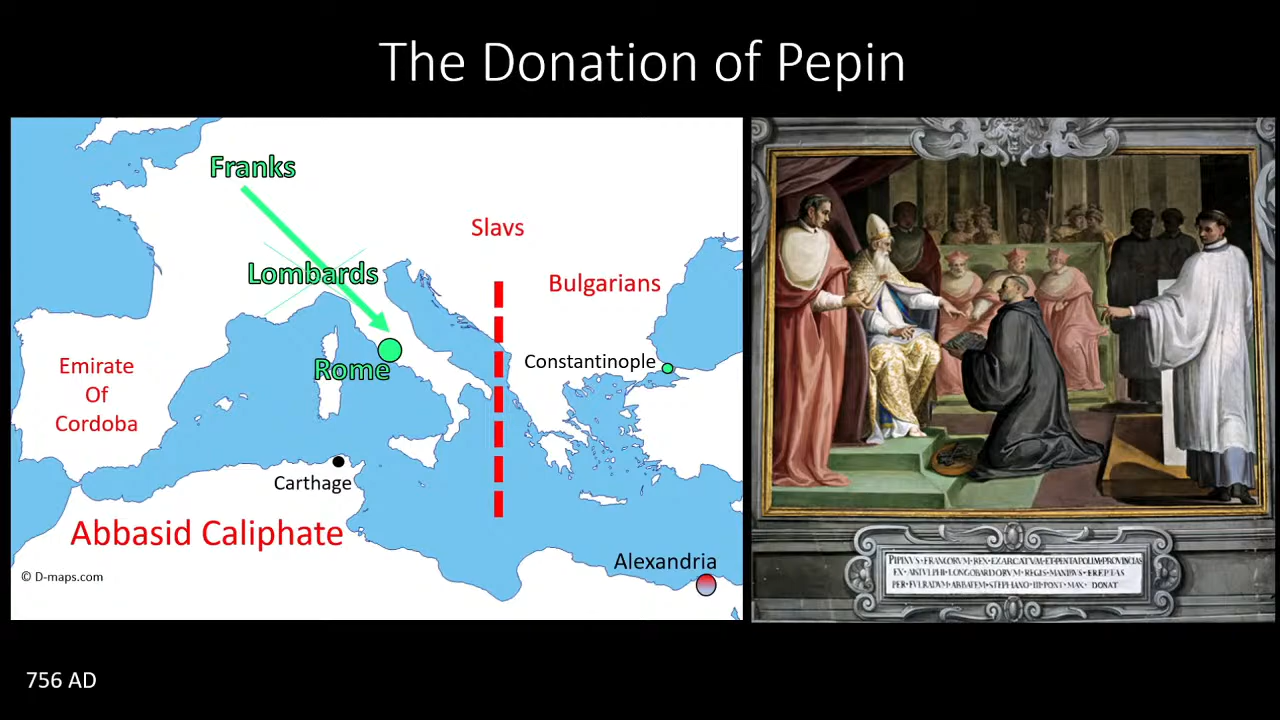 The Donation of Pepin
Franks
Slavs
Lombards
Bulgarians
Constantinople
Rome
Emirate
Of
Cordoba
Carthage
Abbasid Caliphate
Alexandria
© D-maps.com
PIPINVS·FRANCORVM·REX·EXARCATVM·ET·PENTAPOLIM·PROVINCIAS
EX·AISTVLPHI·LONGOBARDORVM·REGIS·MANIBVS·EREPTAS
PER·FVLRADVM·ABBATEM·STEPHANO·III·PONT·MAX·DONAT
756 AD